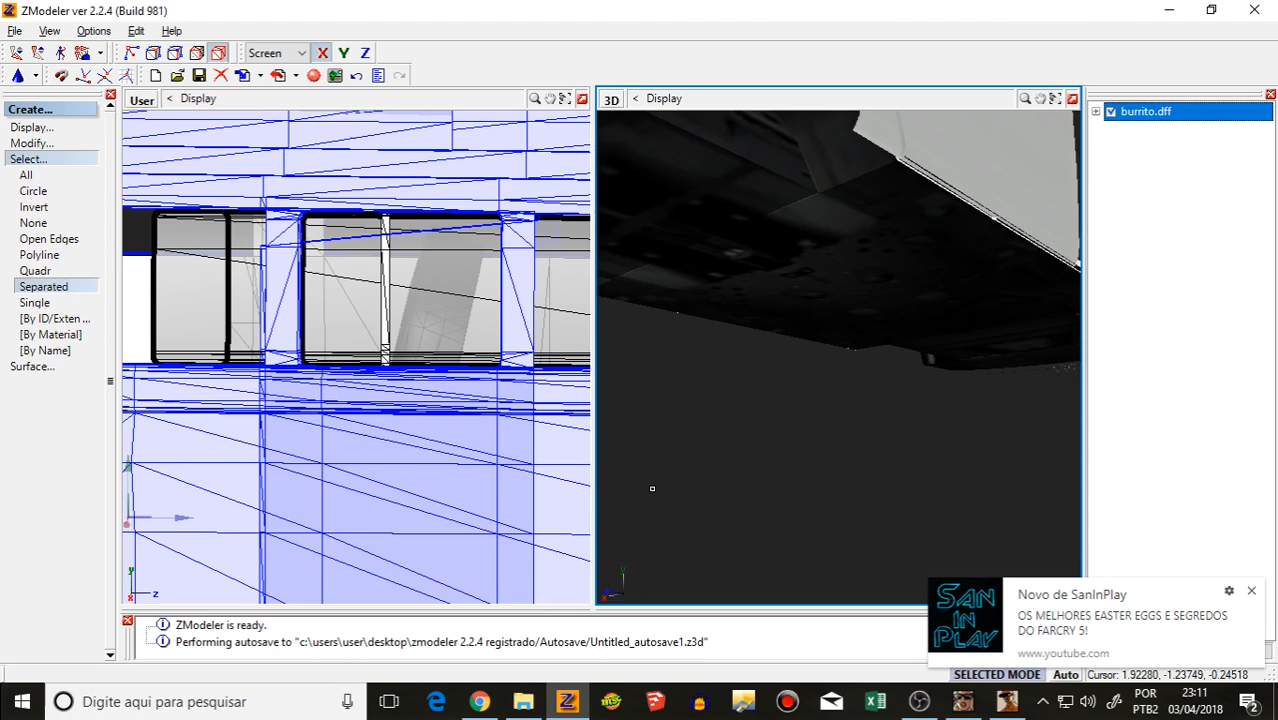 ZModeler ver 2.2.4 (Build 981)
File View Options Edit Help
Screen X Y Z
Create...
Display...
Modify...
Select...
All
Circle
Invert
None
Open Edges
Polyline
Quadr
Separated
Single
[By ID/Exten ...
[By Material]
[By Name]
Surface...
User < Display
3D < Display
burrito.dff
y
z
x
y
ZModeler is ready.
Performing autosave to "c:\users\user\desktop\zmodeler 2.2.4 registrado/Autosave/Untitled_autosave1.z3d"
SAN
IN
PLAY
Novo de SanInPlay
OS MELHORES EASTER EGGS E SEGREDOS
DO FARCRY 5!
www.youtube.com
SELECTED MODE Auto Cursor: 1.92280, -1.23749, -0.24518
Digite aqui para pesquisar
POR
PTB2
23:11
03/04/2018
2